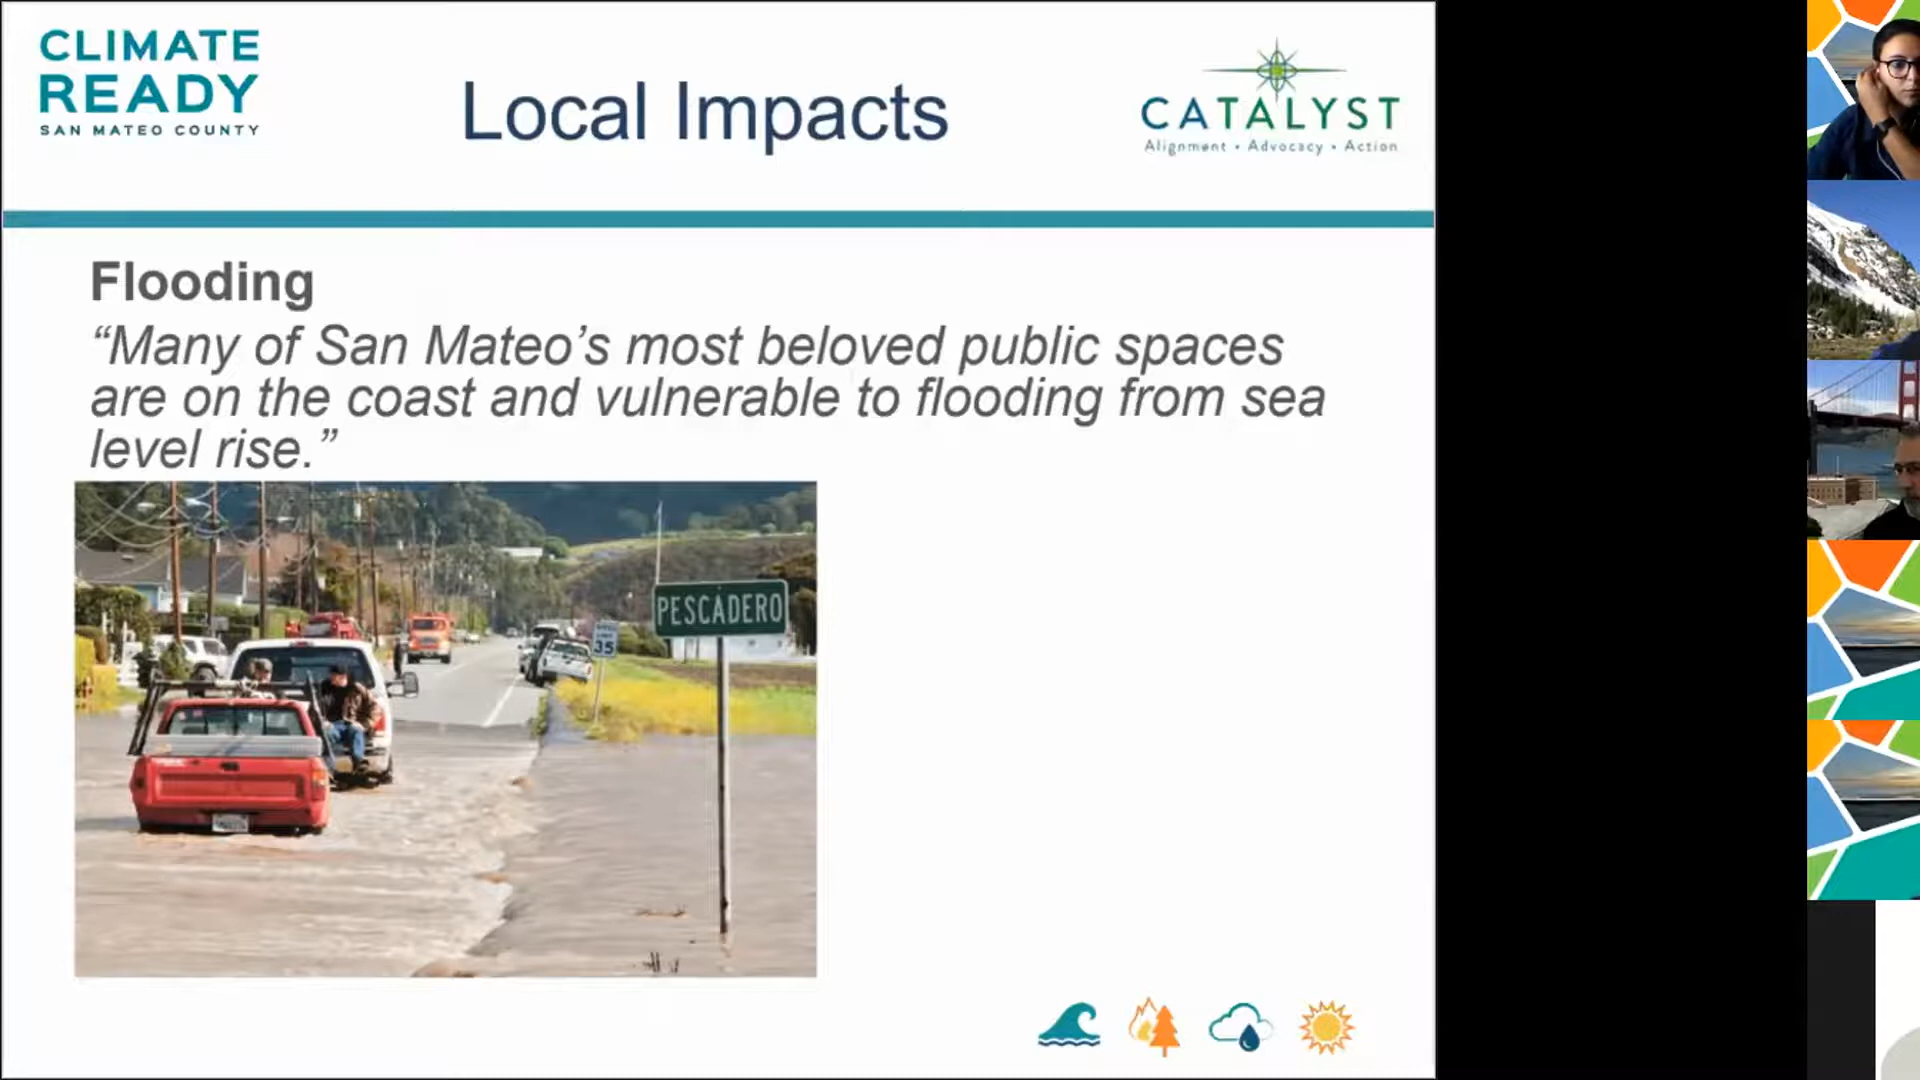 CLIMATE
READY
SAN MATEO COUNTY
Local Impacts
CATALYST
Alignment • Advocacy • Action
Flooding
“Many of San Mateo’s most beloved public spaces
are on the coast and vulnerable to flooding from sea
level rise.”
PESCADERO
35